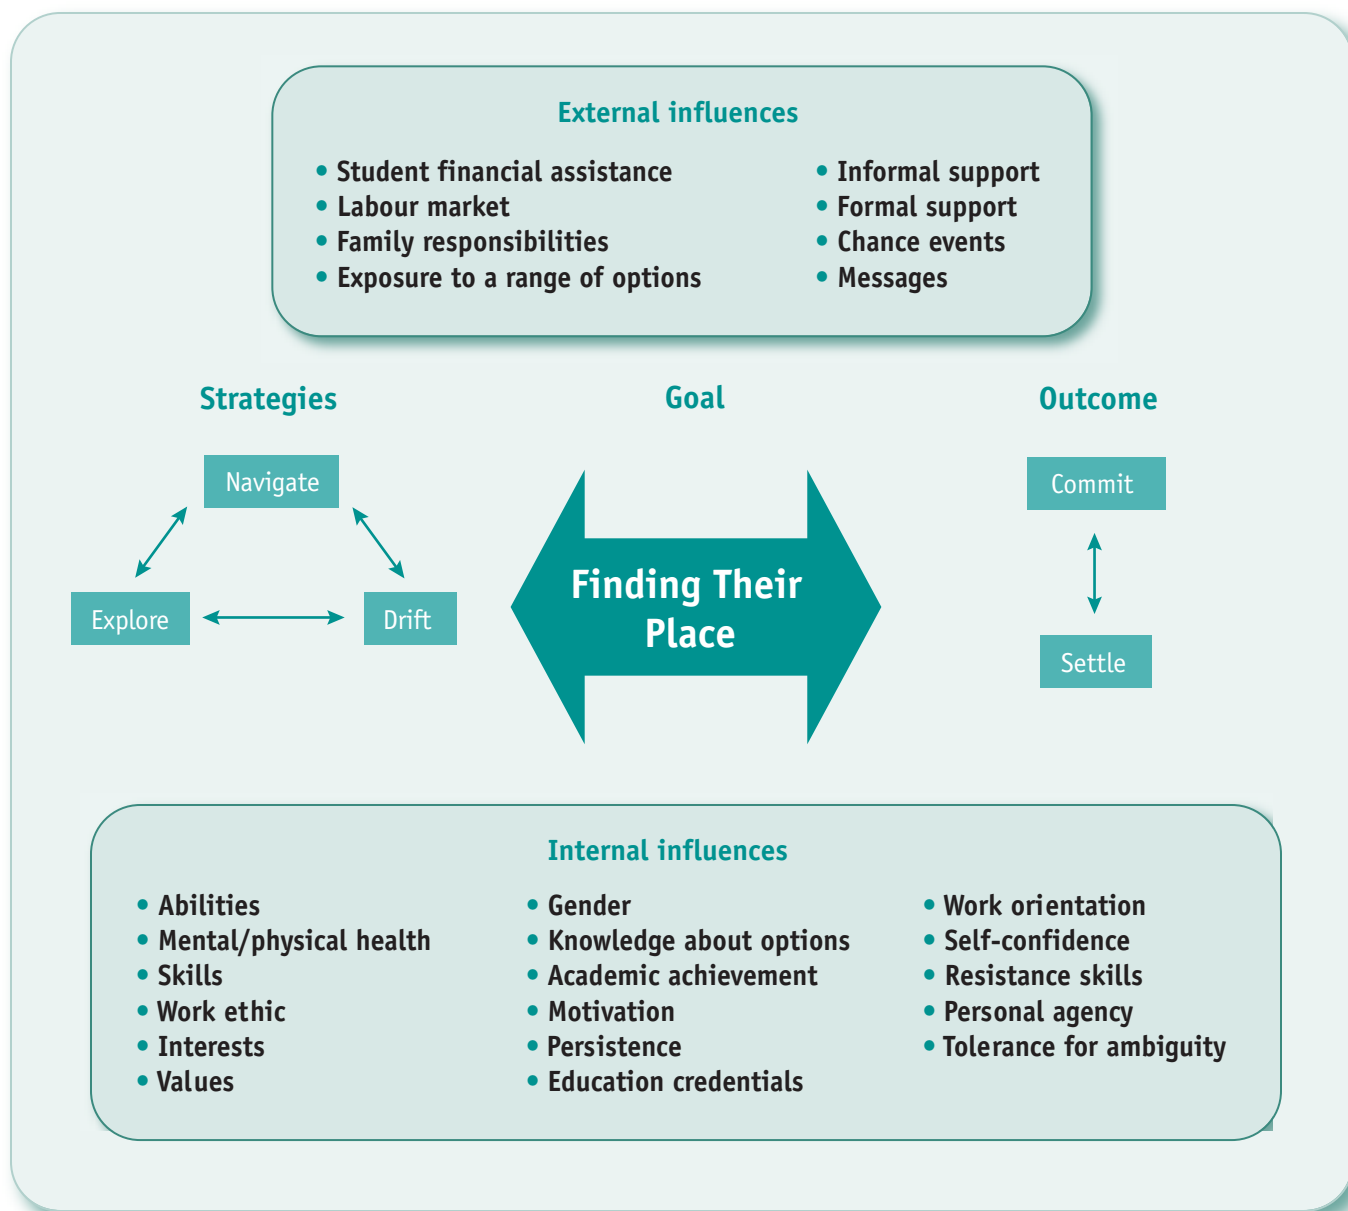 External influences
• Student financial assistance
• Labour market
• Family responsibilities
• Exposure to a range of options
• Informal support
• Formal support
• Chance events
• Messages
Strategies
Navigate
Explore
Drift
Goal
Finding Their
Place
Outcome
Commit
Settle
Internal influences
• Abilities
• Mental/physical health
• Skills
• Work ethic
• Interests
• Values
• Gender
• Knowledge about options
• Academic achievement
• Motivation
• Persistence
• Education credentials
• Work orientation
• Self-confidence
• Resistance skills
• Personal agency
• Tolerance for ambiguity